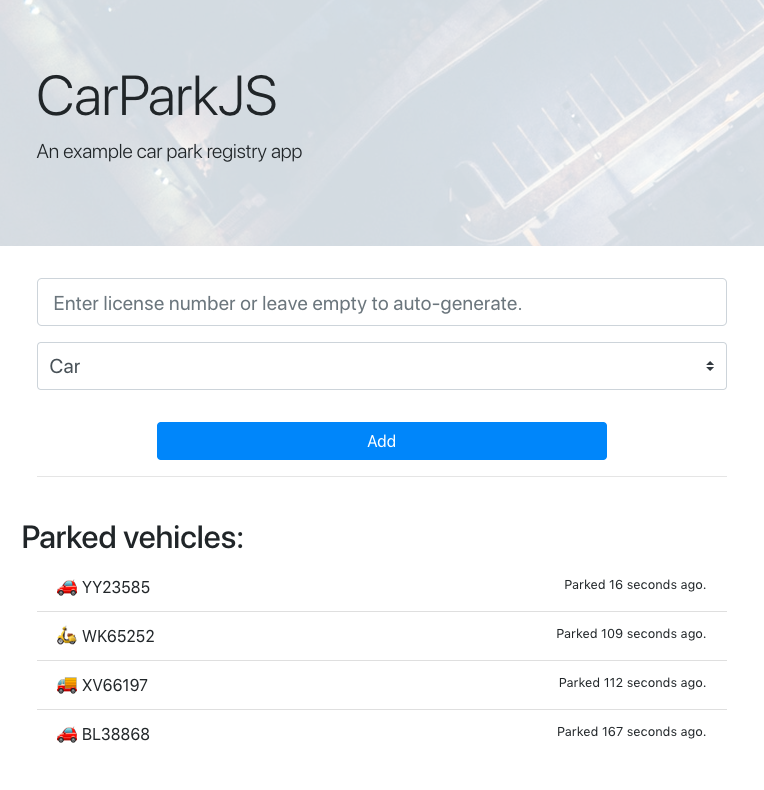 CarParkJS
An example car park registry app
Enter license number or leave empty to auto-generate.
Car
Add
Parked vehicles:
YY23585 Parked 16 seconds ago.
WK65252 Parked 109 seconds ago.
XV66197 Parked 112 seconds ago.
BL38868 Parked 167 seconds ago.